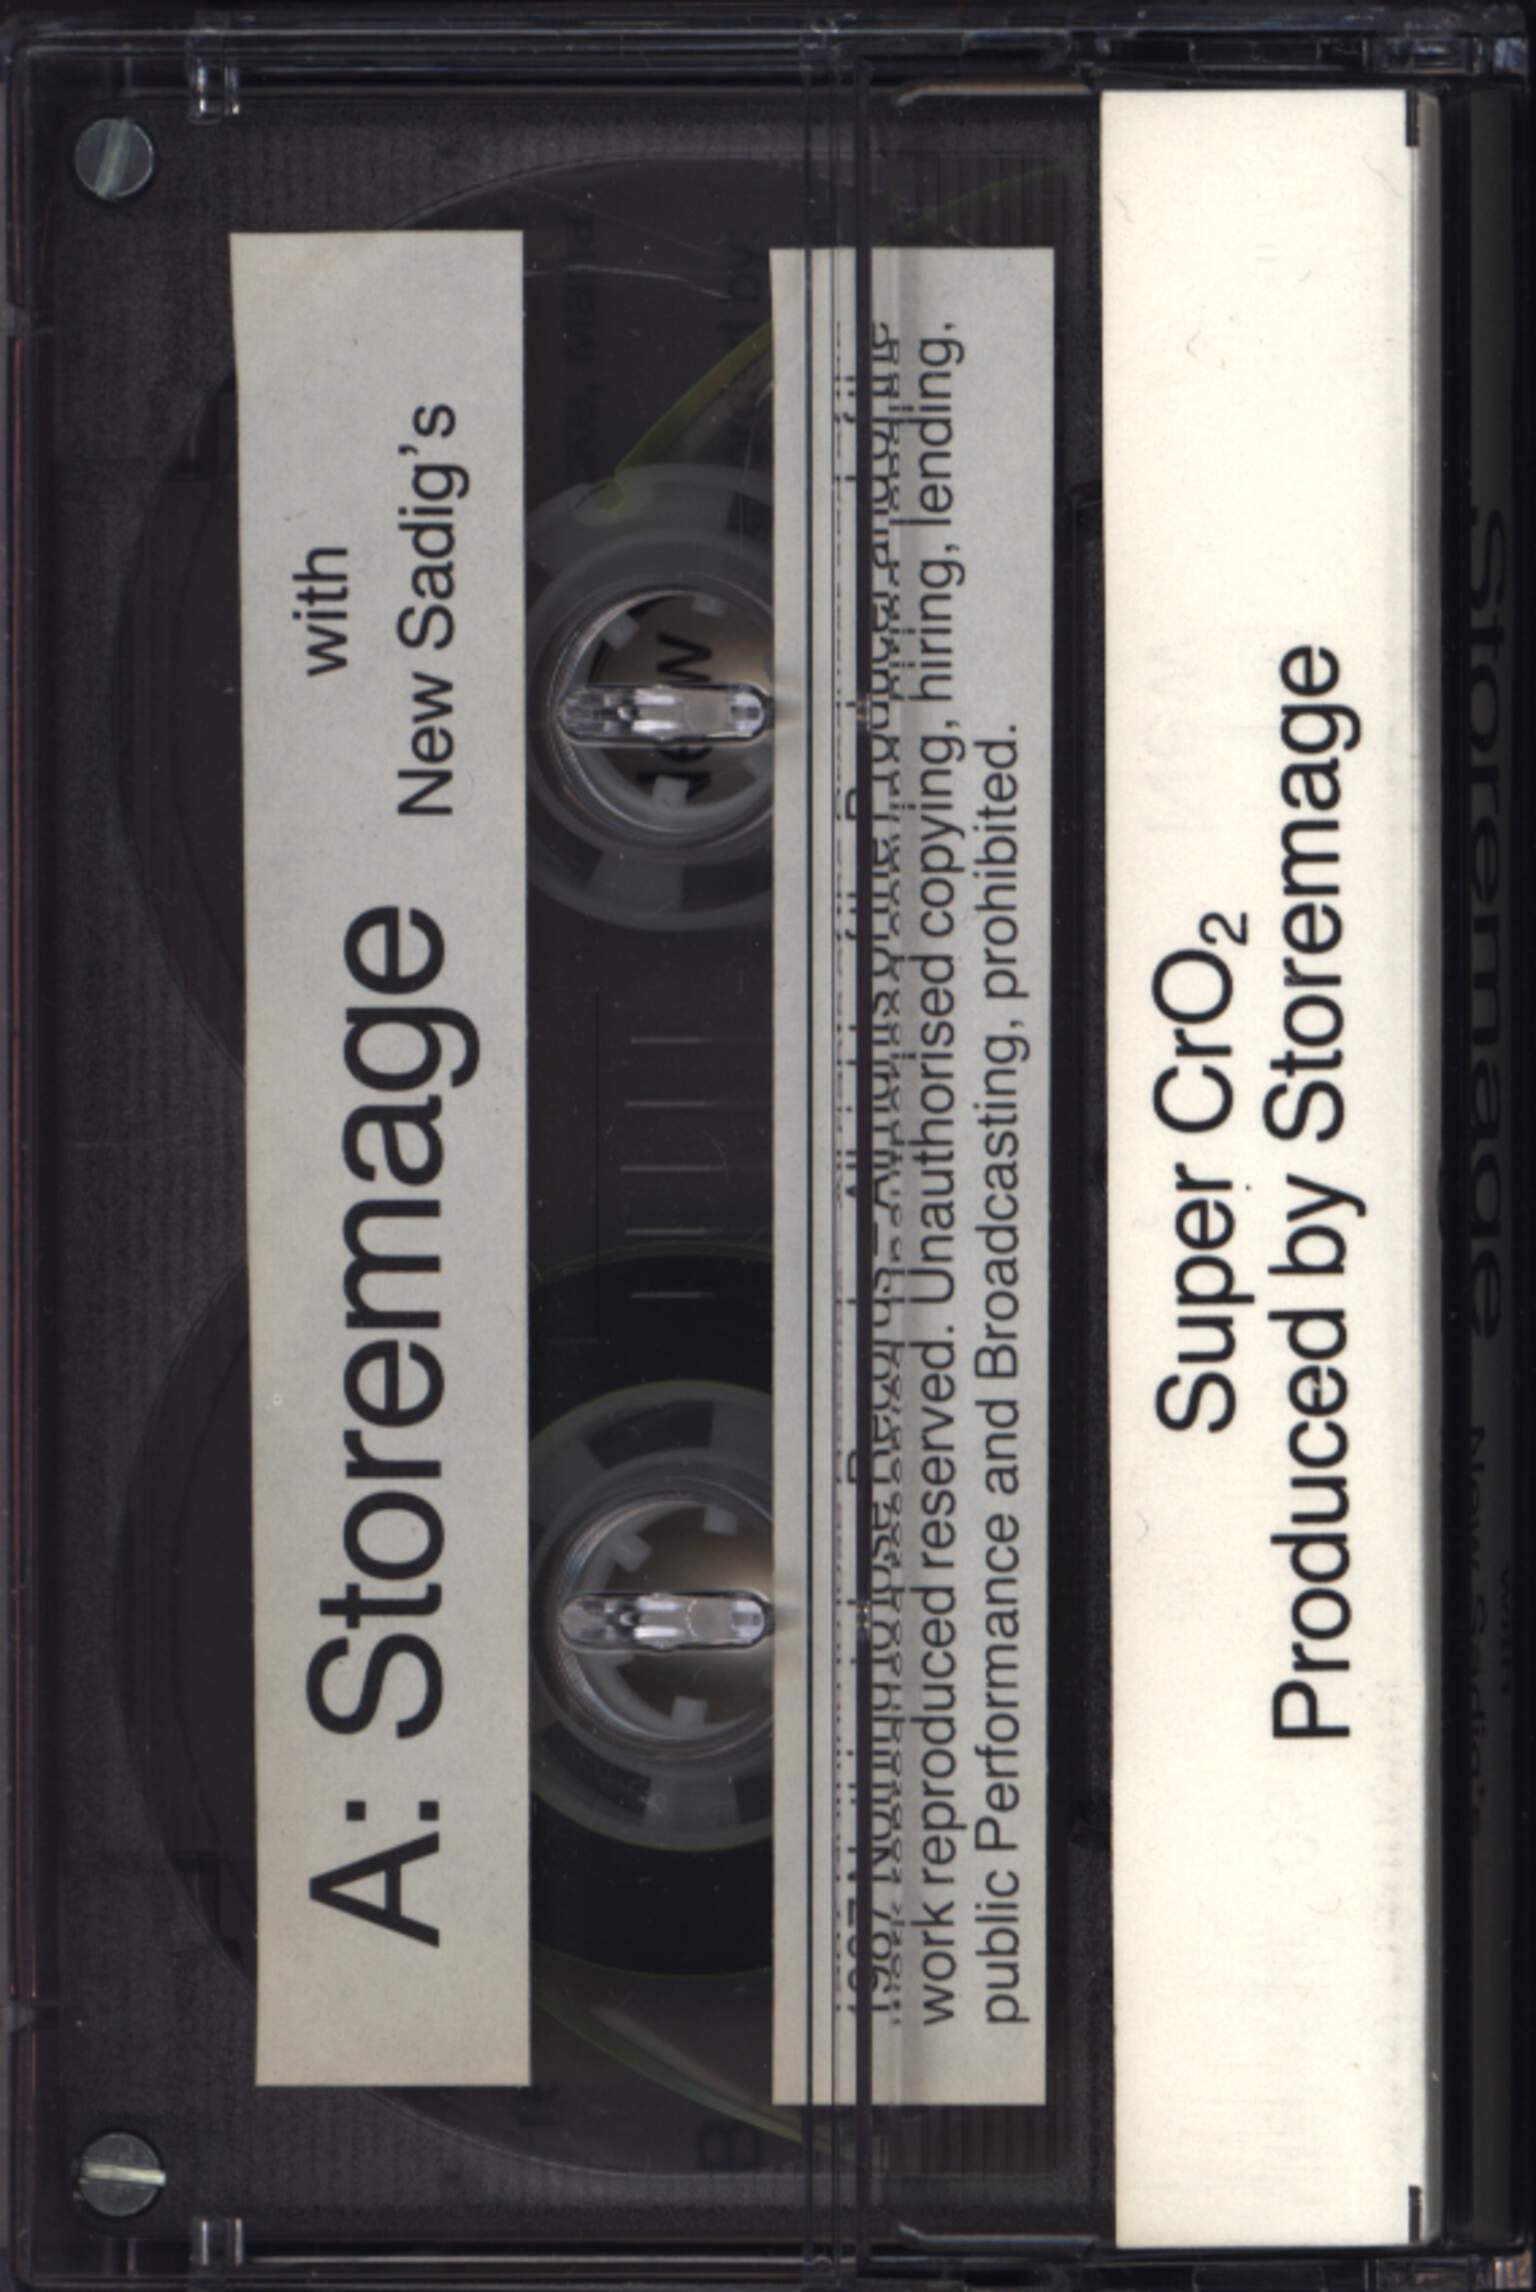 with
A: Storemage New Sadig's
work reproduced reserved. Unauthorised copying, hiring, lending,
public Performance and Broadcasting, prohibited.
Super CrO₂
Produced by Storemage
Storemage